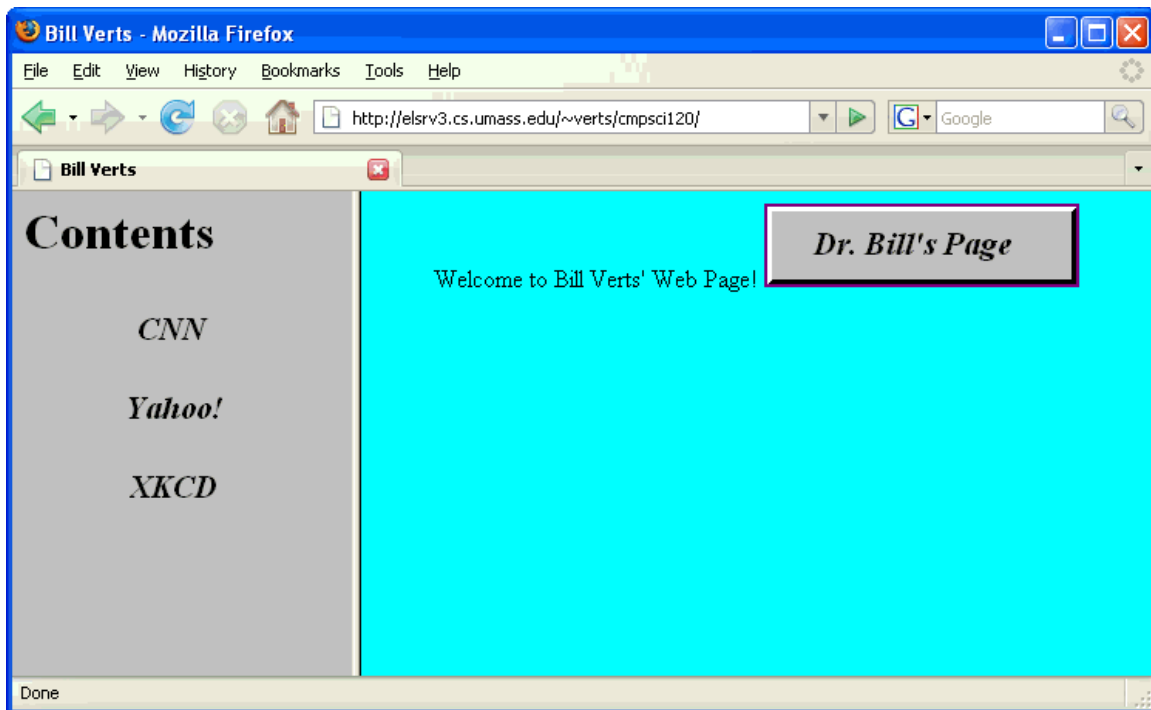 Bill Verts - Mozilla Firefox
File Edit View History Bookmarks Tools Help
http://elsrv3.cs.umass.edu/~verts/cmpsci120/
G Google
Bill Verts
Contents
CNN
Yahoo!
XKCD
Dr. Bill's Page
Welcome to Bill Verts' Web Page!
Done